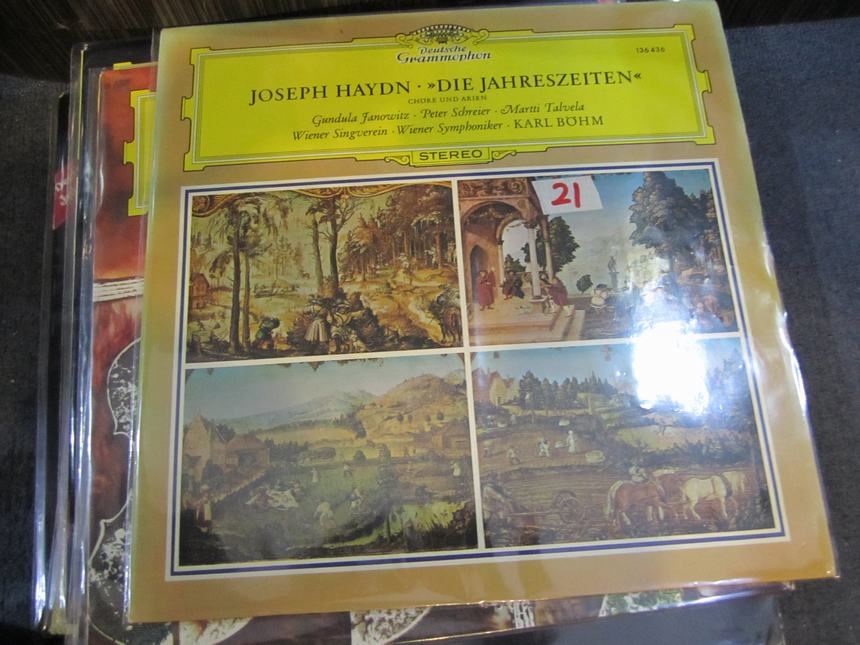 Deutsche
Grammophon
136 436
JOSEPH HAYDN · »DIE JAHRESZEITEN«
CHÖRE UND ARIEN
Gundula Janowitz · Peter Schreier · Martti Talvela
Wiener Singverein · Wiener Symphoniker · KARL BÖHM
STEREO
21